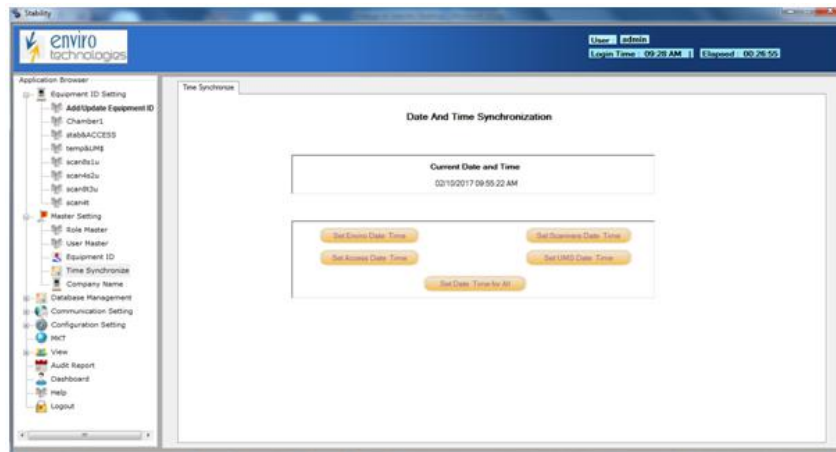 Stability
enviro
technologies
User : admin
Login Time : 09:28 AM | Elapsed : 00:26:55
Application Browser
Equipment ID Setting
Add/Update Equipment ID
Chamber1
stab&ACCESS
temp&UMS
scands1u
scan4s2u
scandt3u
scan4t
Master Setting
Role Master
User Master
Equipment ID
Time Synchronize
Company Name
Database Management
Communication Setting
Configuration Setting
MKT
View
Audit Report
Dashboard
Help
Logout
Time Synchronize
Date And Time Synchronization
Current Date and Time
02/10/2017 09:55:22 AM
Set Enviro Date Time
Set Scanners Date Time
Set Access Date Time
Set UMS Date Time
Set Date Time for All